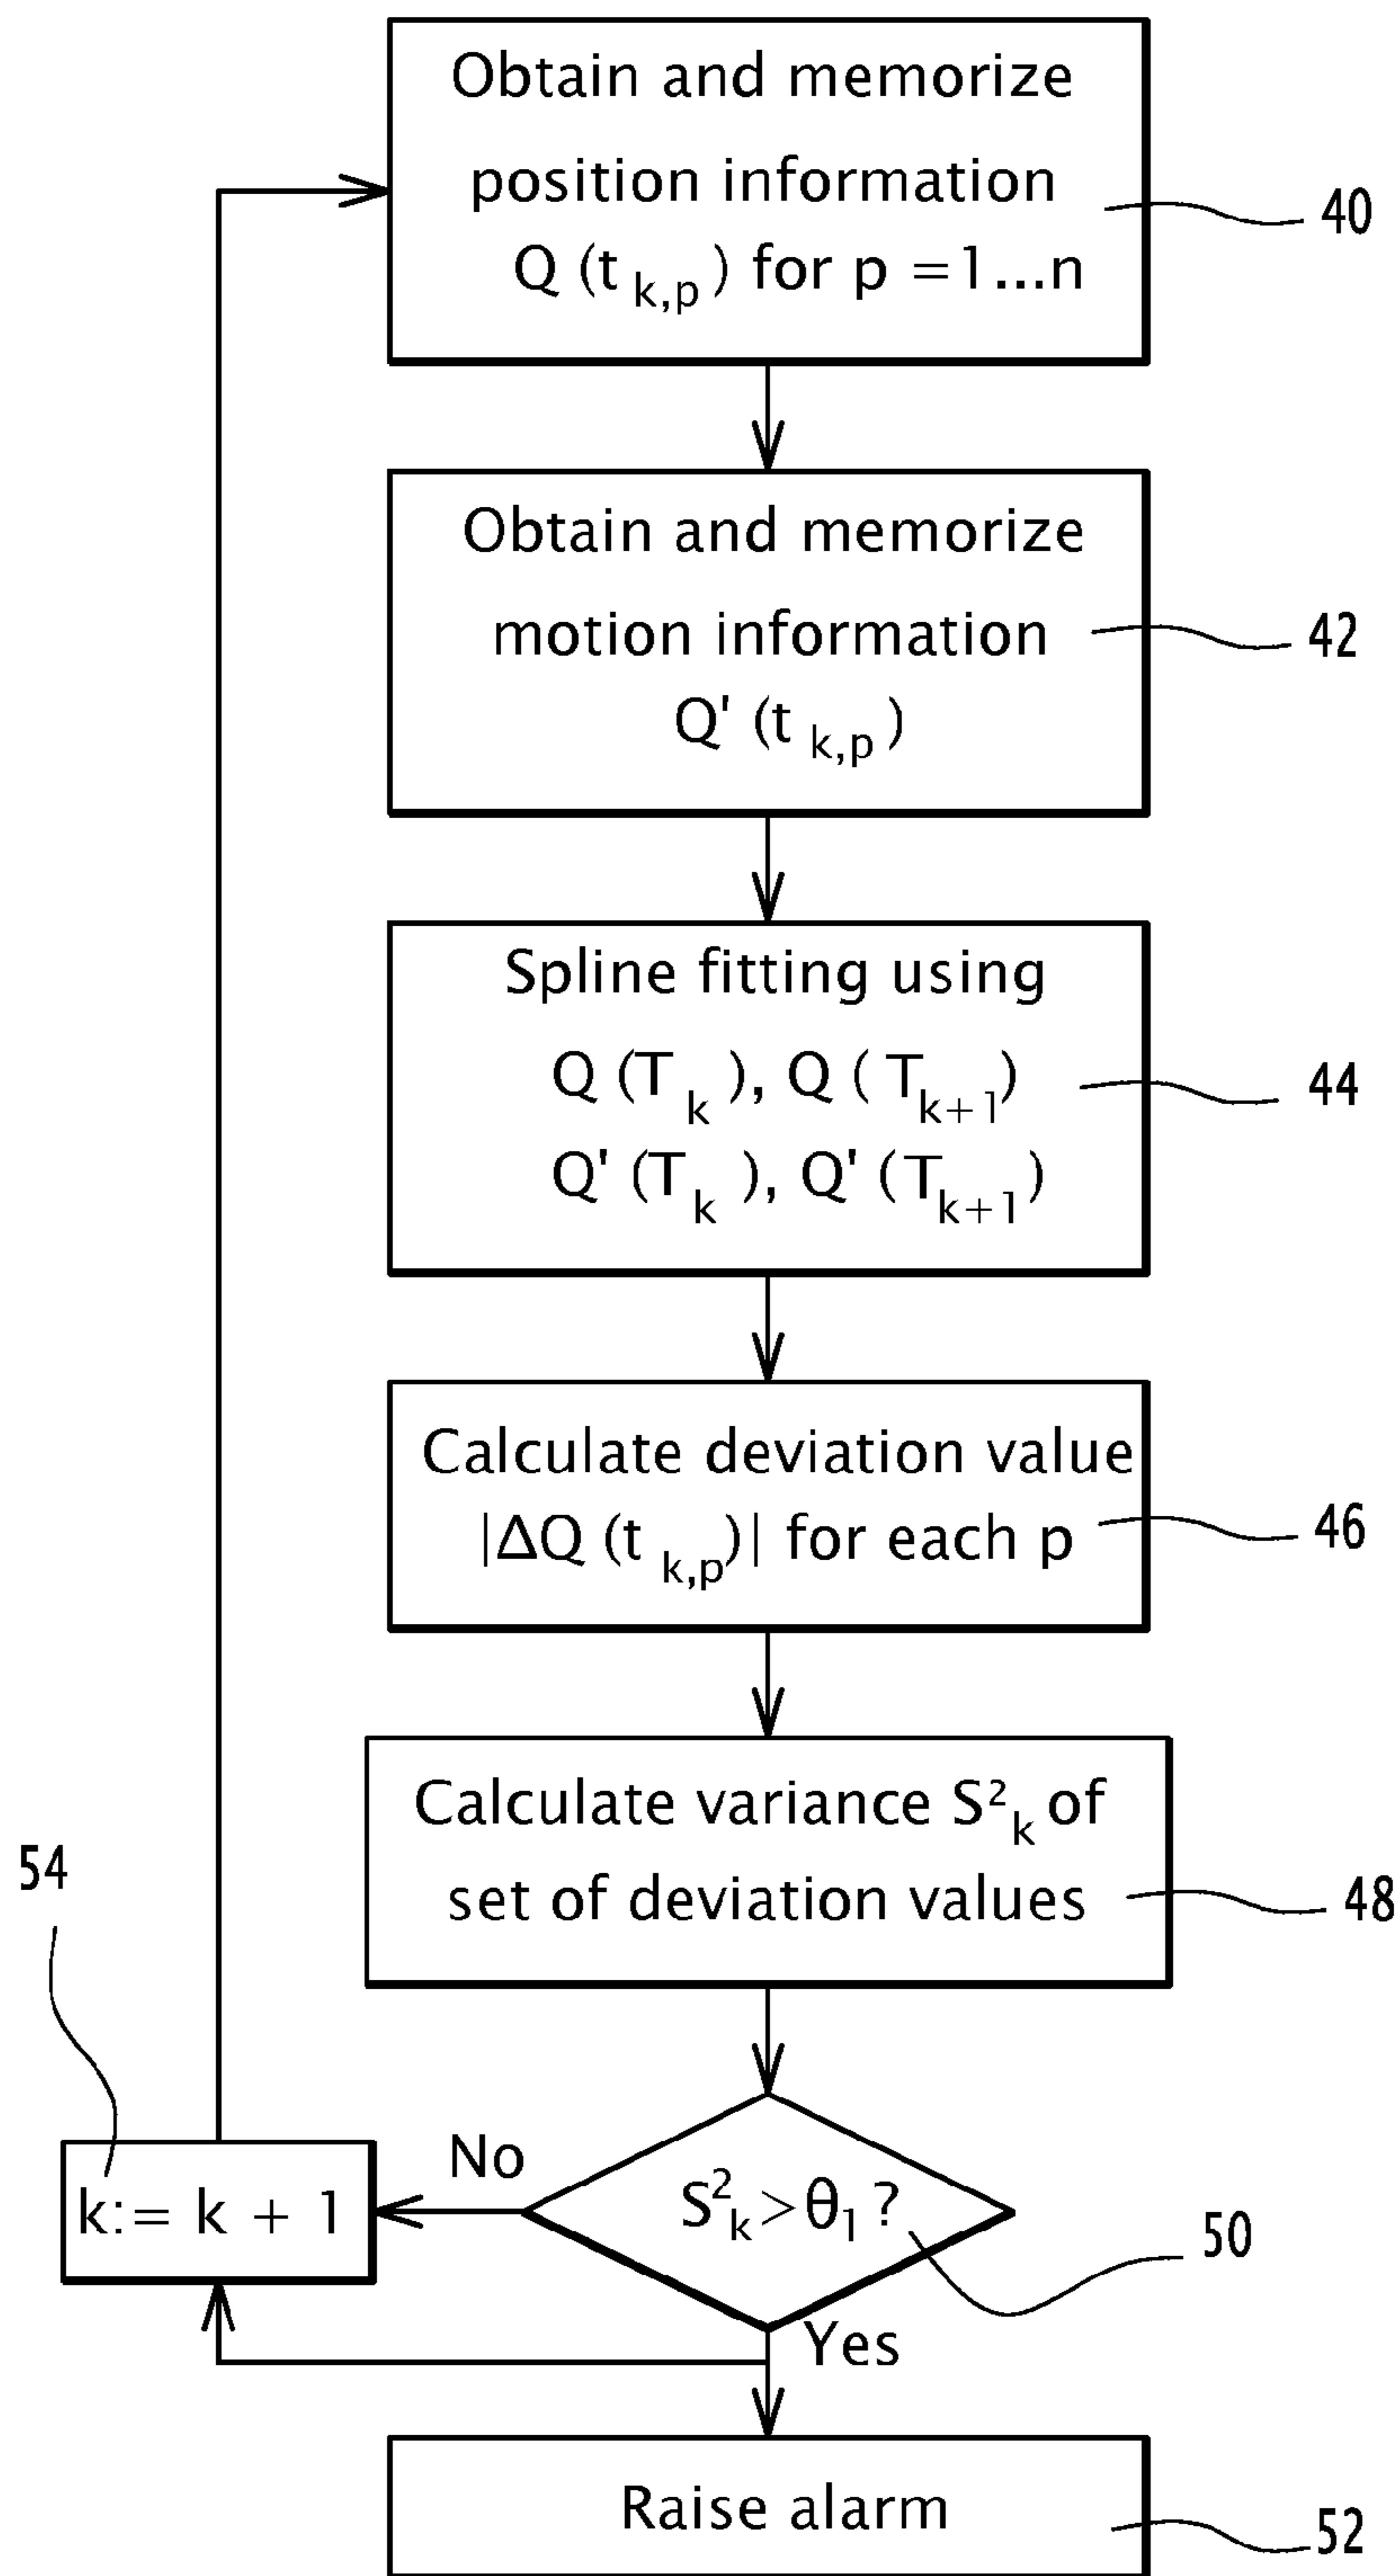 Obtain and memorize
position information
Q (t k,p) for p =1...n
40
Obtain and memorize
motion information
Q' (t k,p)
42
Spline fitting using
Q (T k), Q (T k+1)
Q' (T k), Q' (T k+1)
44
Calculate deviation value
|ΔQ (t k,p)| for each p
46
Calculate variance S²k of
set of deviation values
48
54
No
k:= k + 1
S²k>θ1 ?
50
Yes
Raise alarm
52